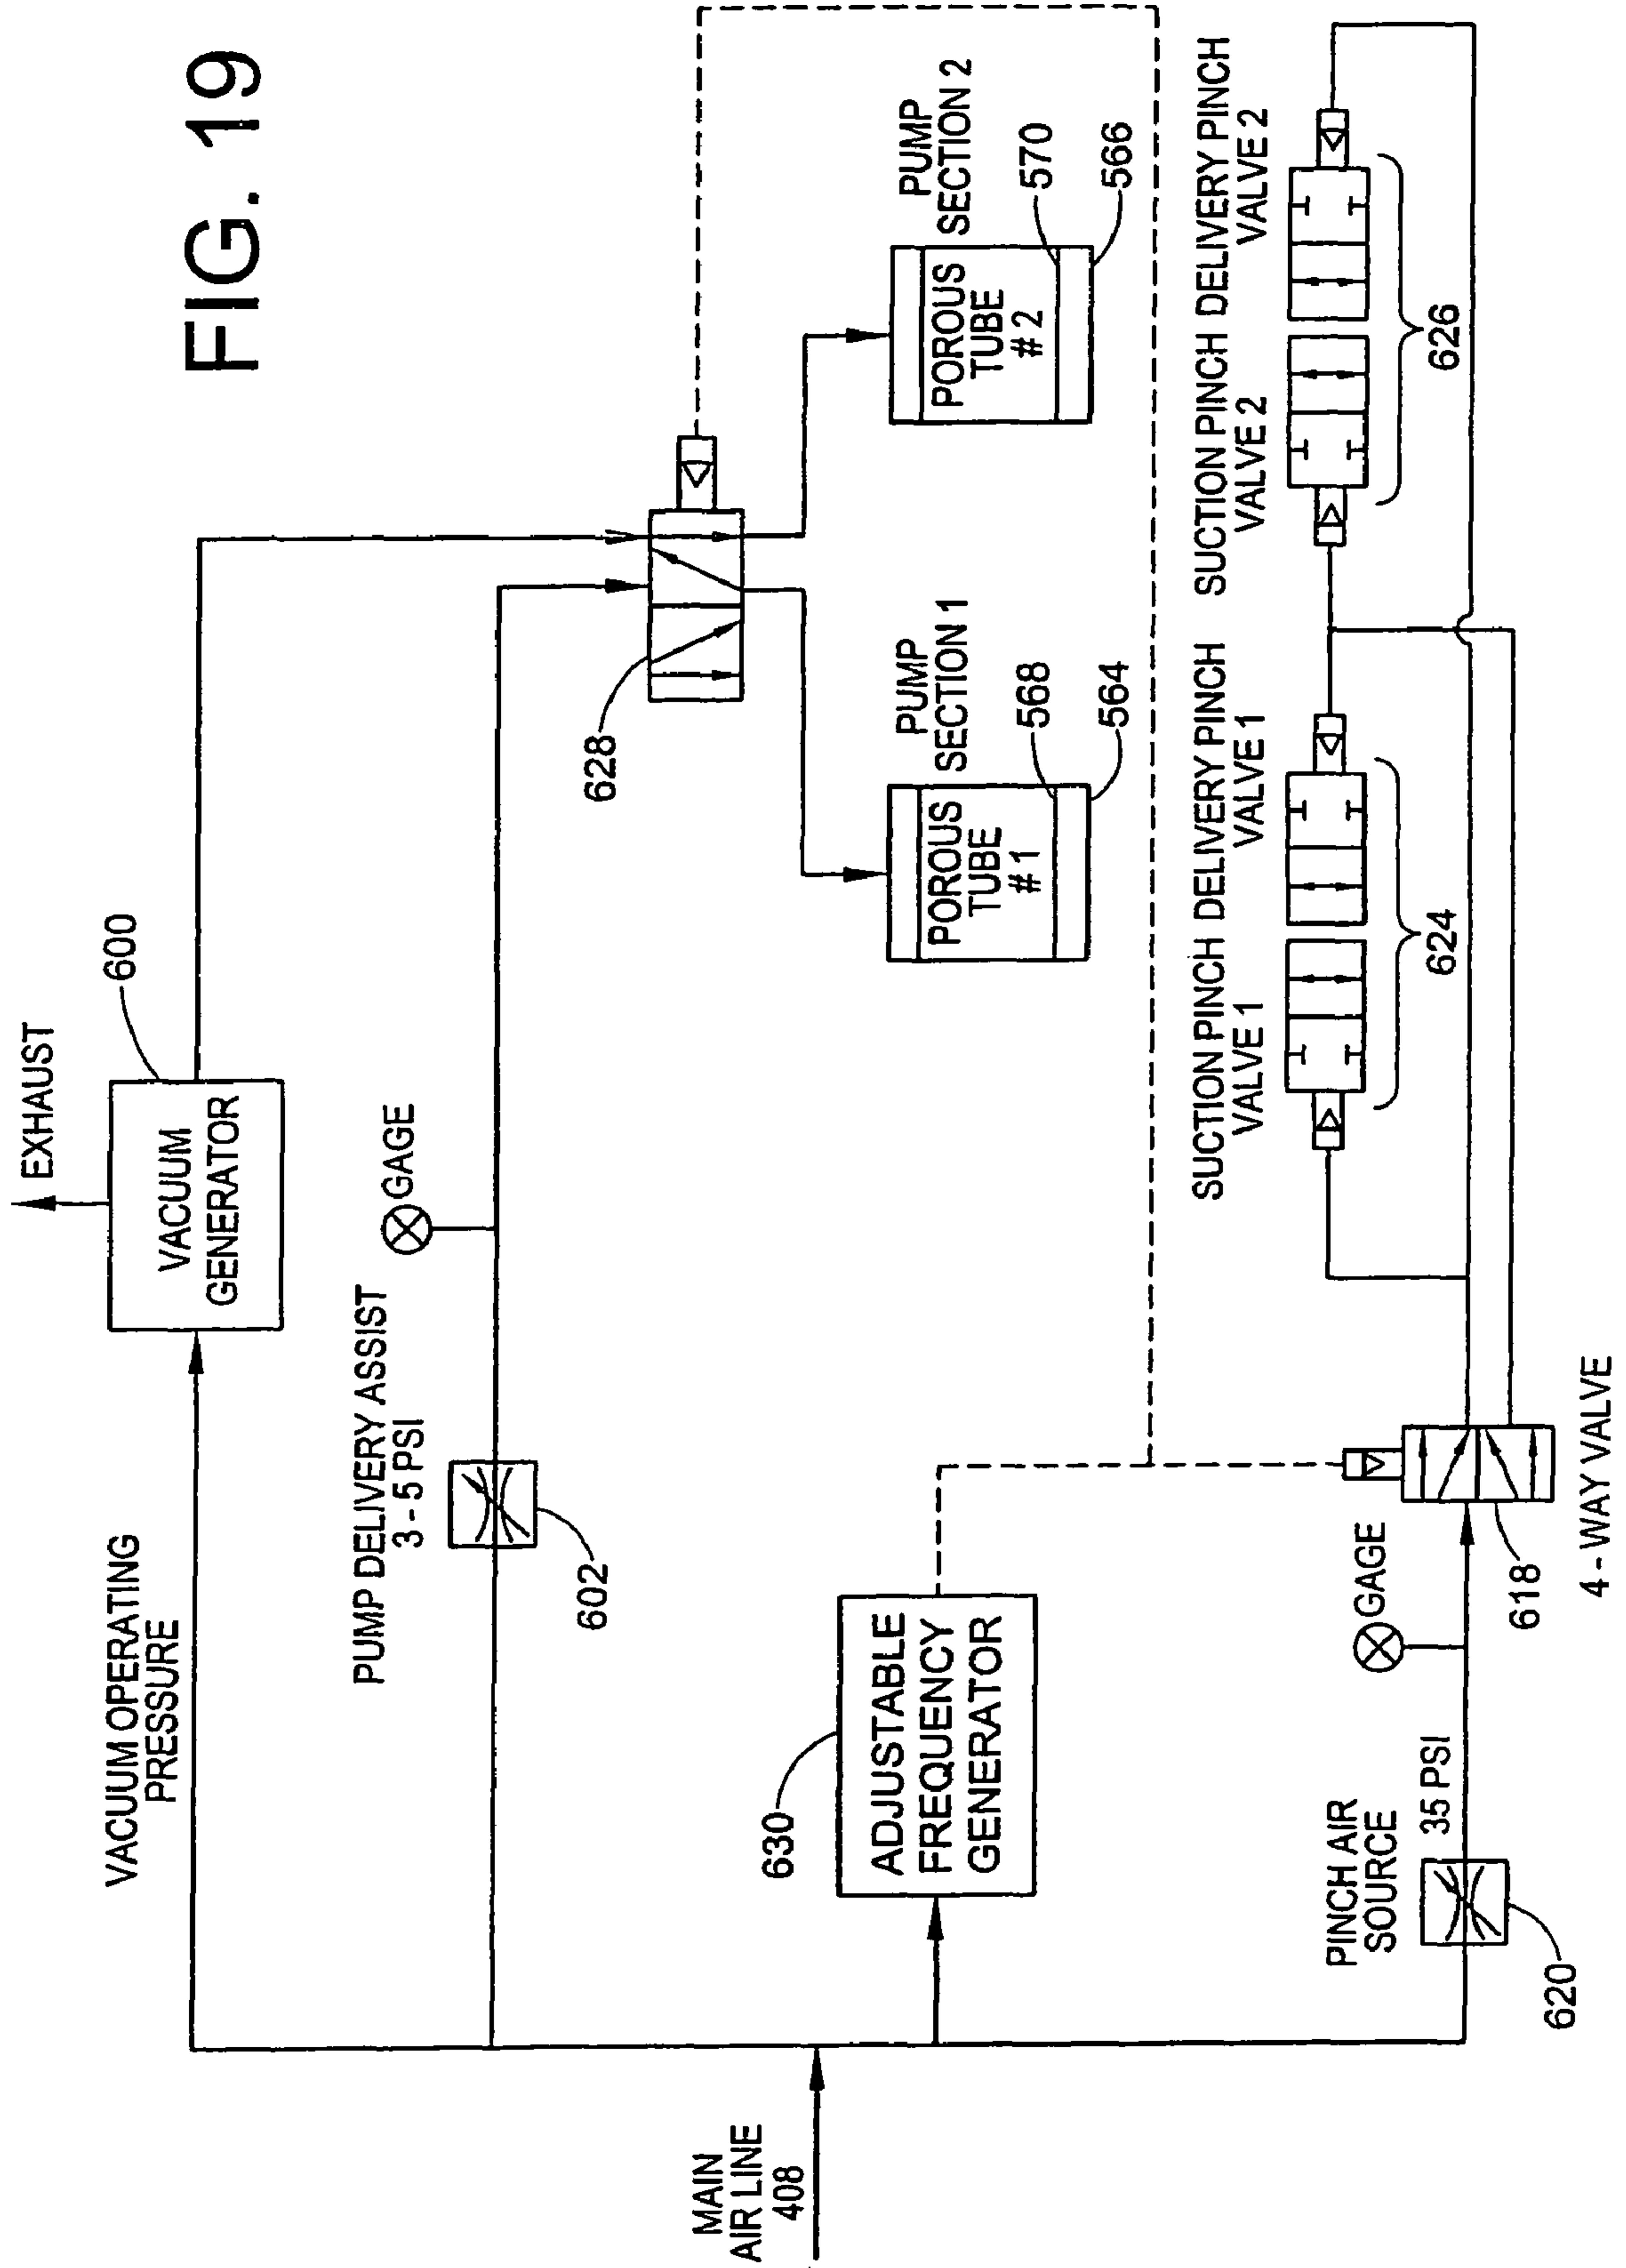 FIG. 19
EXHAUST
600
VACUUM
GENERATOR
VACUUM OPERATING
PRESSURE
GAGE
PUMP DELIVERY ASSIST
3 - 5 PSI
602
628
PUMP
SECTION 1
POROUS
TUBE
# 1
568
564
PUMP
SECTION 2
POROUS
TUBE
# 2
570
566
MAIN
AIR LINE
408
630
ADJUSTABLE
FREQUENCY
GENERATOR
PINCH AIR
SOURCE
35 PSI
620
GAGE
618
4 - WAY VALVE
SUCTION PINCH
VALVE 1
DELIVERY PINCH
VALVE 1
624
SUCTION PINCH
VALVE 2
DELIVERY PINCH
VALVE 2
626